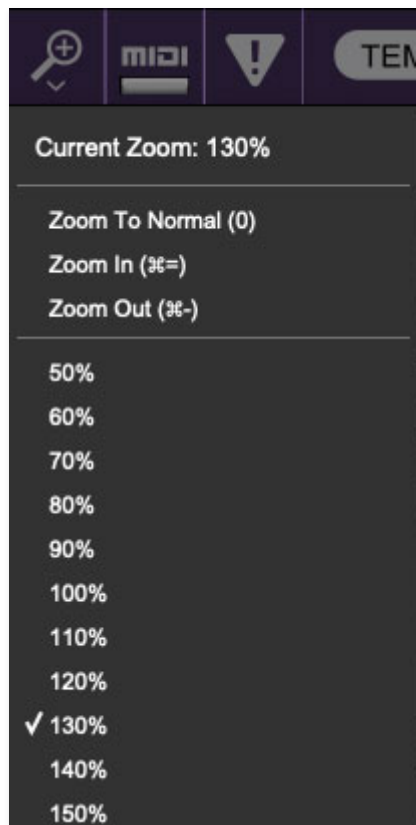 MIDI
TEM
Current Zoom: 130%
Zoom To Normal (0)
Zoom In (⌘=)
Zoom Out (⌘-)
50%
60%
70%
80%
90%
100%
110%
120%
✓ 130%
140%
150%